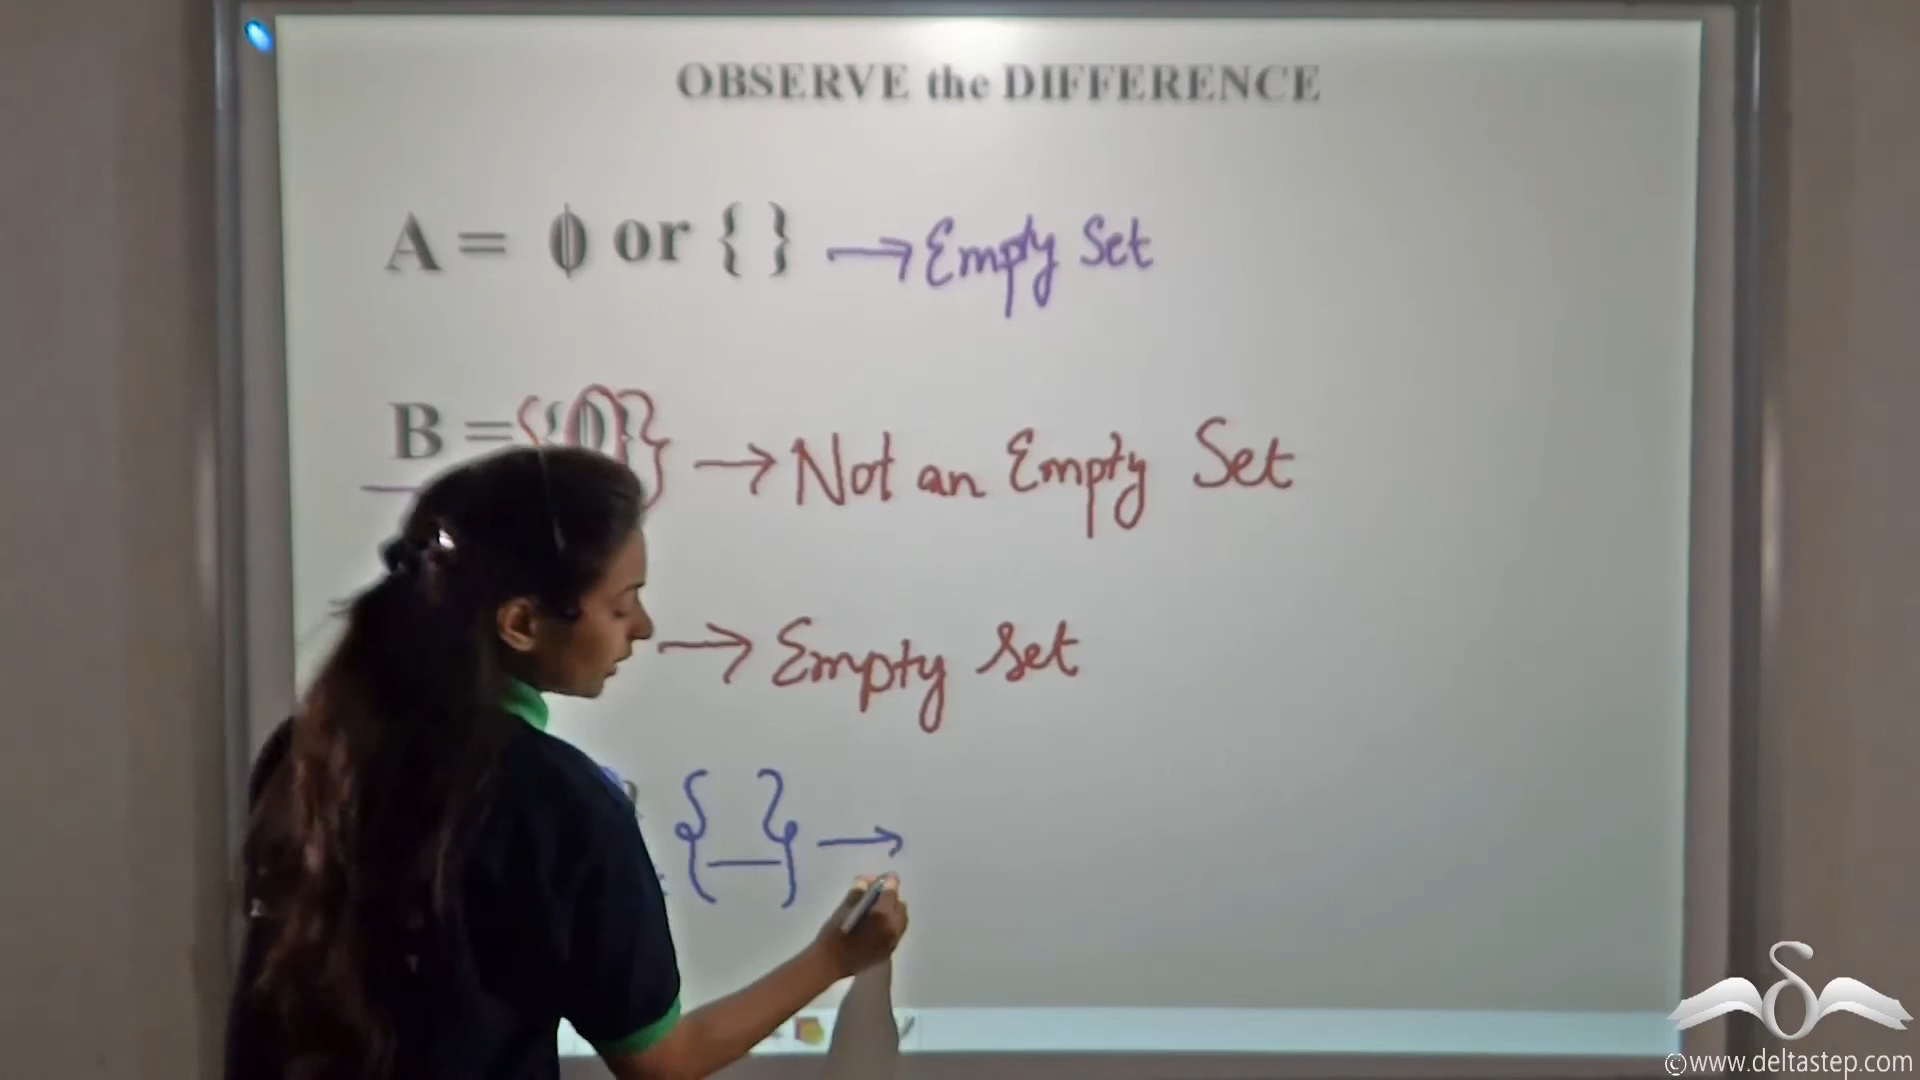 OBSERVE the DIFFERENCE
A = ϕ or { } → Empty Set
B = {ϕ} → Not an Empty Set
→ Empty Set
{ } →
©www.deltastep.com